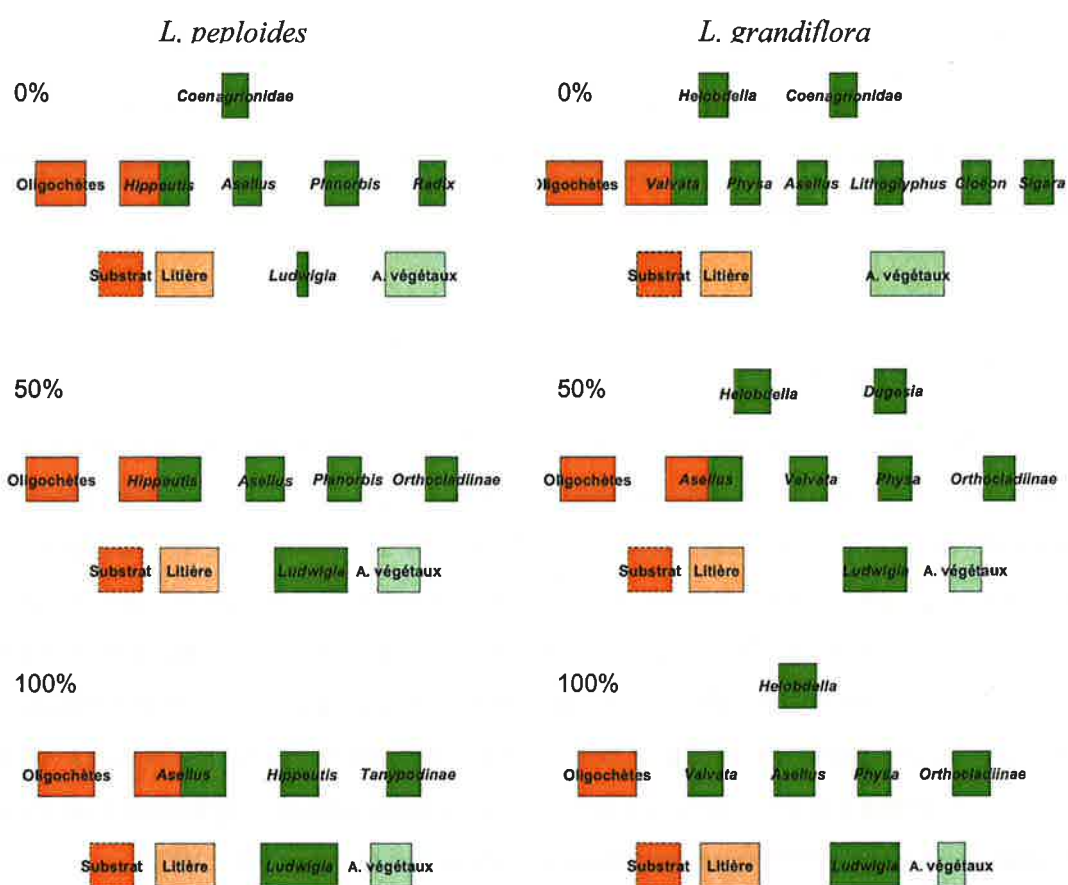 L. peploides
0%
Coenagrionidae
Oligochètes Hippeutis Asellus Planorbis Radix
Substrat Litière Ludwigia A. végétaux
50%
Oligochètes Hippeutis Asellus Planorbis Orthocladiinae
Substrat Litière Ludwigia A. végétaux
100%
Oligochètes Asellus Hippeutis Tanypodinae
Substrat Litière Ludwigia A. végétaux
L. grandiflora
0%
Helobdella Coenagrionidae
Oligochètes Valvata Physa Asellus Lithoglyphus Cloeon Sigara
Substrat Litière A. végétaux
50%
Helobdella Dugesia
Oligochètes Asellus Valvata Physa Orthocladiinae
Substrat Litière Ludwigia A. végétaux
100%
Helobdella
Oligochètes Valvata Asellus Physa Orthocladiinae
Substrat Litière Ludwigia A. végétaux